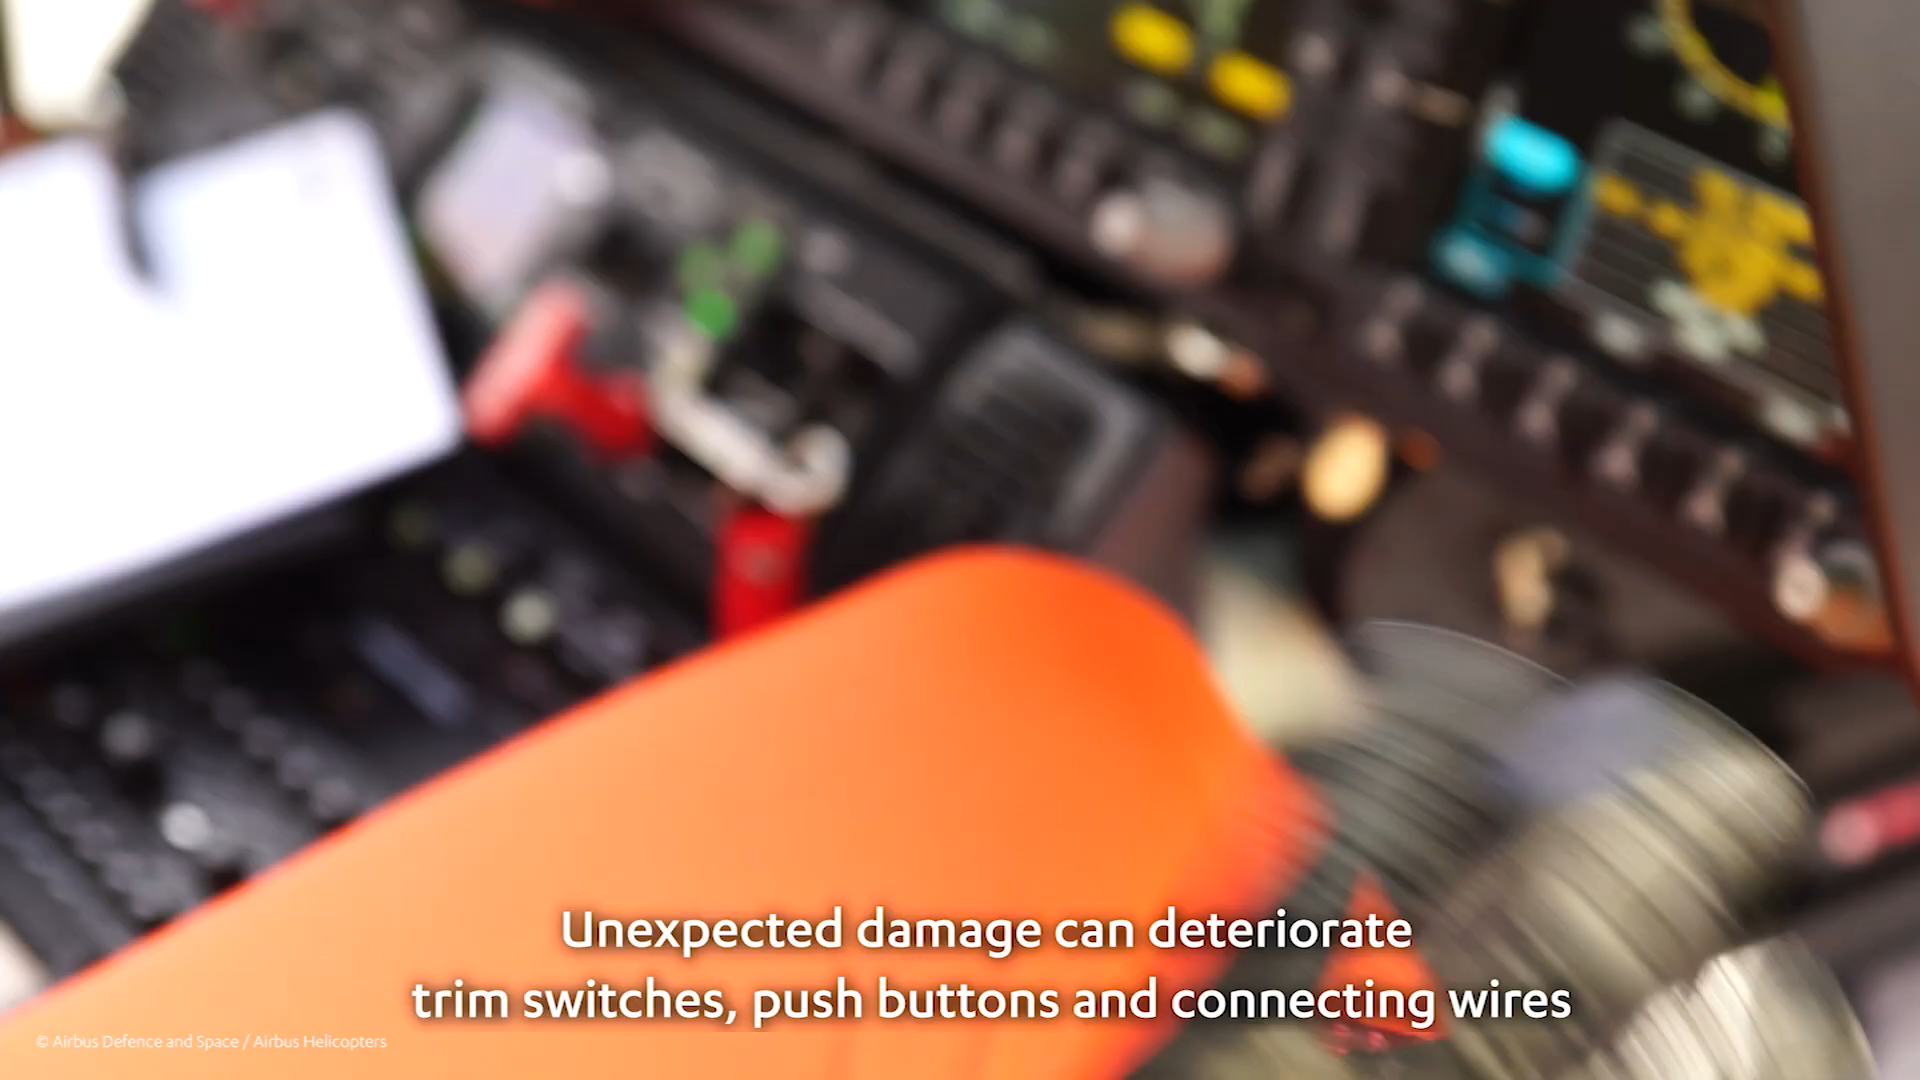 Unexpected damage can deteriorate
trim switches, push buttons and connecting wires
© Airbus Defence and Space / Airbus Helicopters